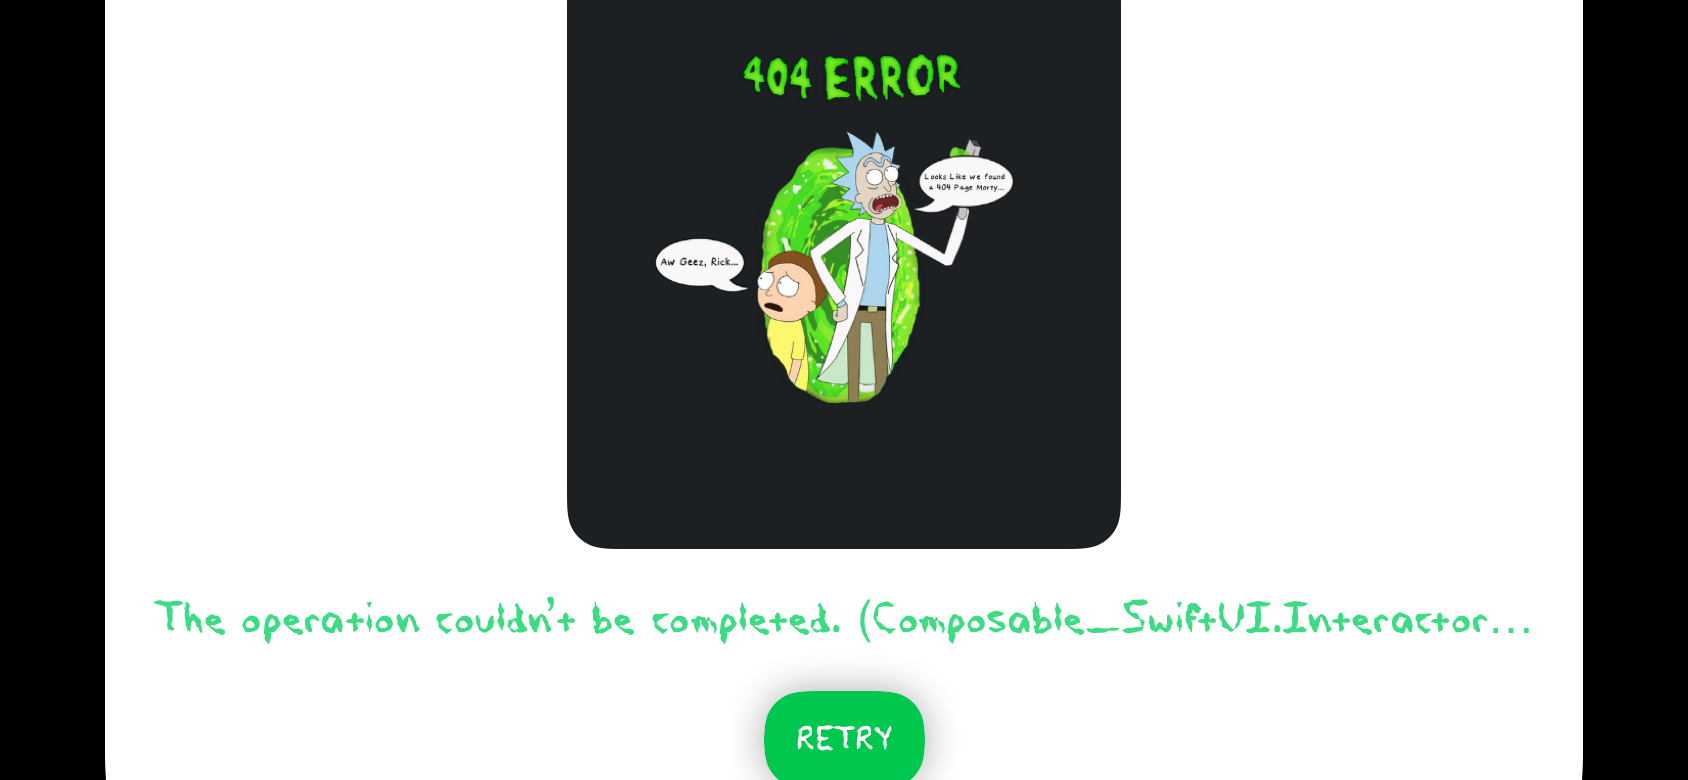 404 ERROR
Looks Like we found
a 404 Page Morty...
Aw Geez, Rick...
The operation couldn't be completed. (Composable_SwiftUI.Interactor...
RETRY